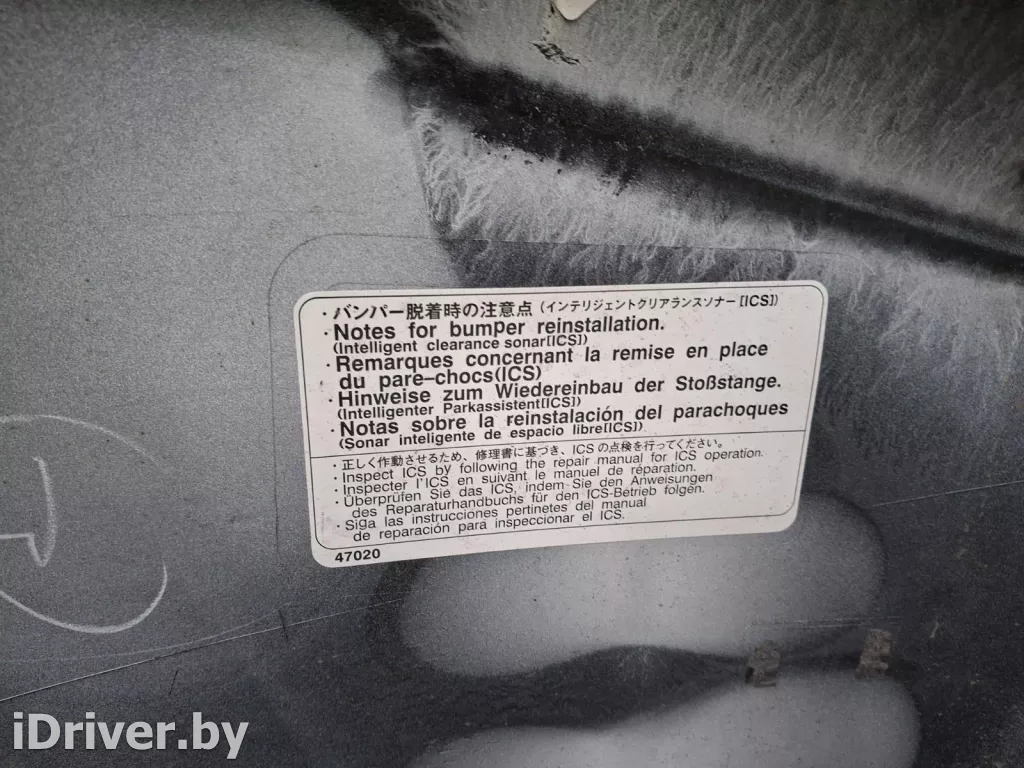 ・バンパー脱着時の注意点(インテリジェントクリアランスソナー[ICS])
・Notes for bumper reinstallation.
(Intelligent clearance sonar[ICS])
・Remarques concernant la remise en place
du pare-chocs(ICS)
・Hinweise zum Wiedereinbau der Stoßstange.
(Intelligenter Parkassistent[ICS])
・Notas sobre la reinstalación del parachoques
(Sonar inteligente de espacio libre[ICS]).
・正しく作動させるため、修理書に基づき、ICSの点検を行ってください。
・Inspect ICS by following the repair manual for ICS operation.
・Inspecter l'ICS en suivant le manuel de réparation.
・Überprüfen Sie das ICS, indem Sie den Anweisungen
des Reparaturhandbuchs für den ICS-Betrieb folgen.
・Siga las instrucciones pertinetes del manual
de reparación para inspeccionar el ICS.
47020
iDriver.by